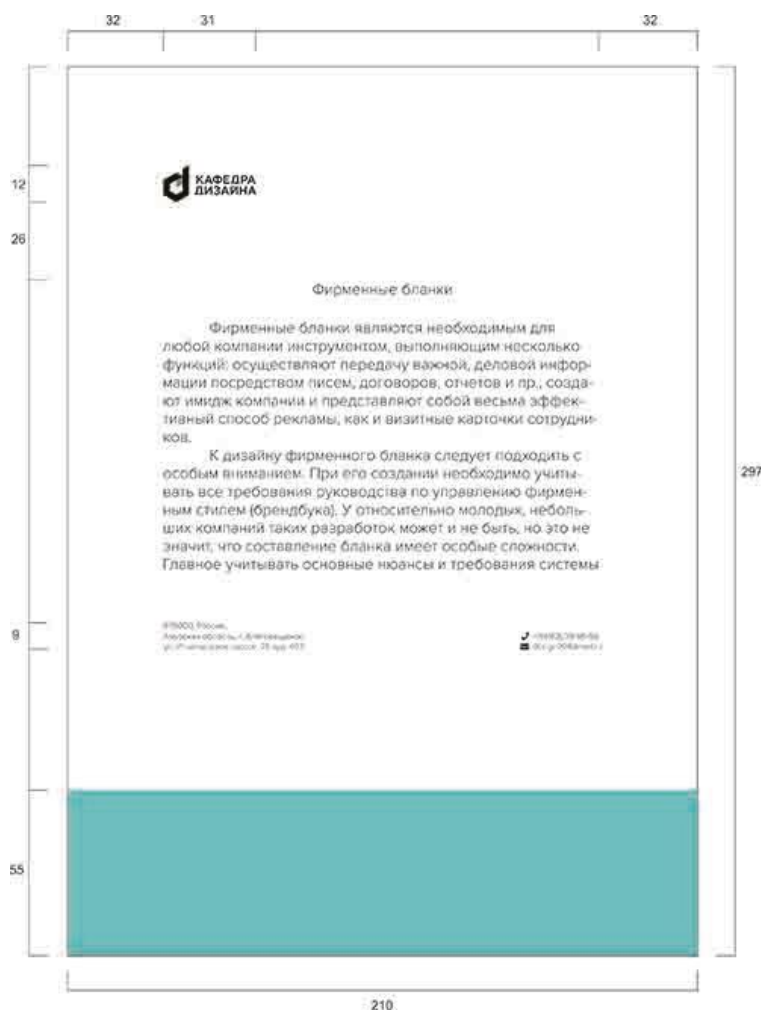 32 31 32
12
КАФЕДРА
ДИЗАЙНА
26
Фирменные бланки
Фирменные бланки являются необходимым для
любой компании инструментом, выполняющим несколько
функций: осуществляют передачу важной, деловой инфор-
мации посредством писем, договоров, отчетов и пр., созда-
ют имидж компании и представляют собой весьма эффек-
тивный способ рекламы, как и визитные карточки сотрудни-
ков.
К дизайну фирменного бланка следует подходить с
особым вниманием. При его создании необходимо учиты-
вать все требования руководства по управлению фирмен-
297
ным стилем (брендбука). У относительно молодых, неболь-
ших компаний таких разработок может и не быть, но это не
значит, что составление бланка имеет особые сложности.
Главное учитывать основные нюансы и требования системы
Россия,
9
55
210